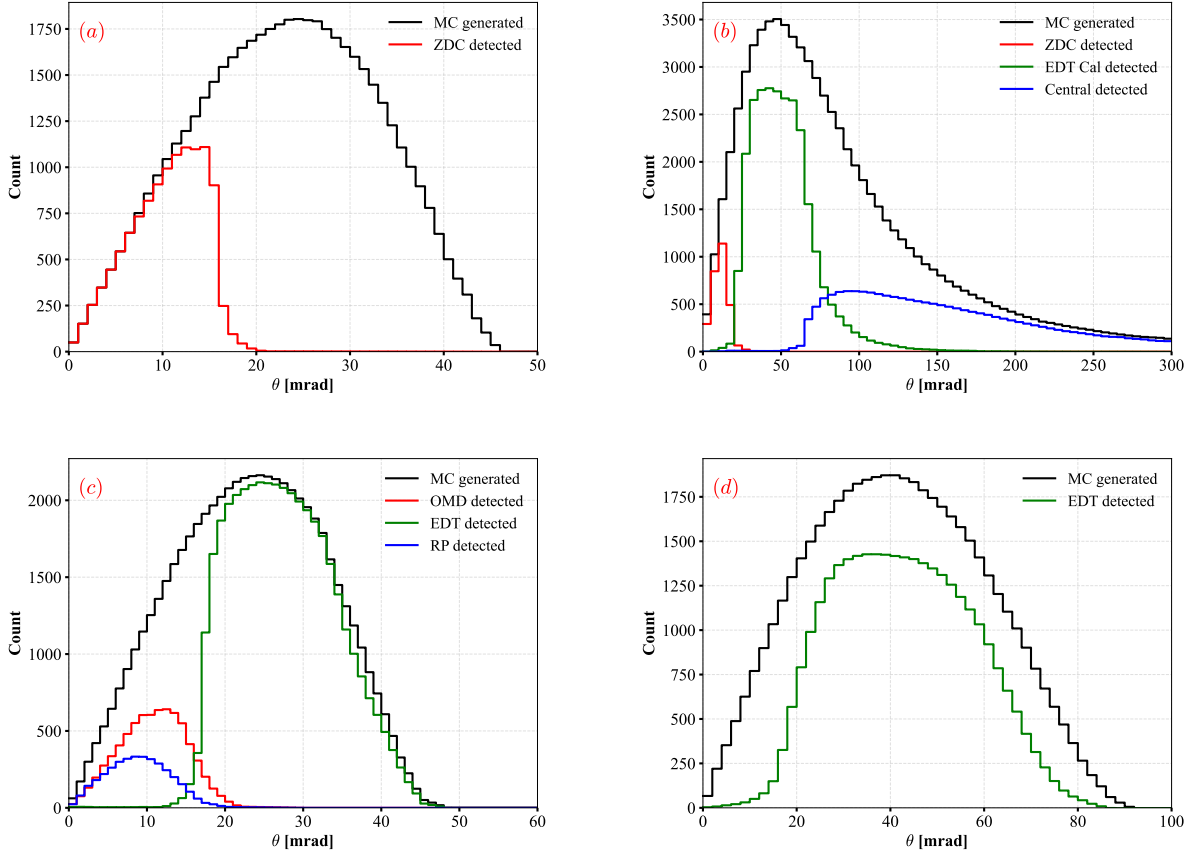 (a)
MC generated
ZDC detected
Count
1750
1500
1250
1000
750
500
250
0
0 10 20 30 40 50
θ [mrad]
(b)
MC generated
ZDC detected
EDT Cal detected
Central detected
Count
3500
3000
2500
2000
1500
1000
500
0
0 50 100 150 200 250 300
θ [mrad]
(c)
MC generated
OMD detected
EDT detected
RP detected
Count
2000
1500
1000
500
0
0 10 20 30 40 50 60
θ [mrad]
(d)
MC generated
EDT detected
Count
1750
1500
1250
1000
750
500
250
0
0 20 40 60 80 100
θ [mrad]